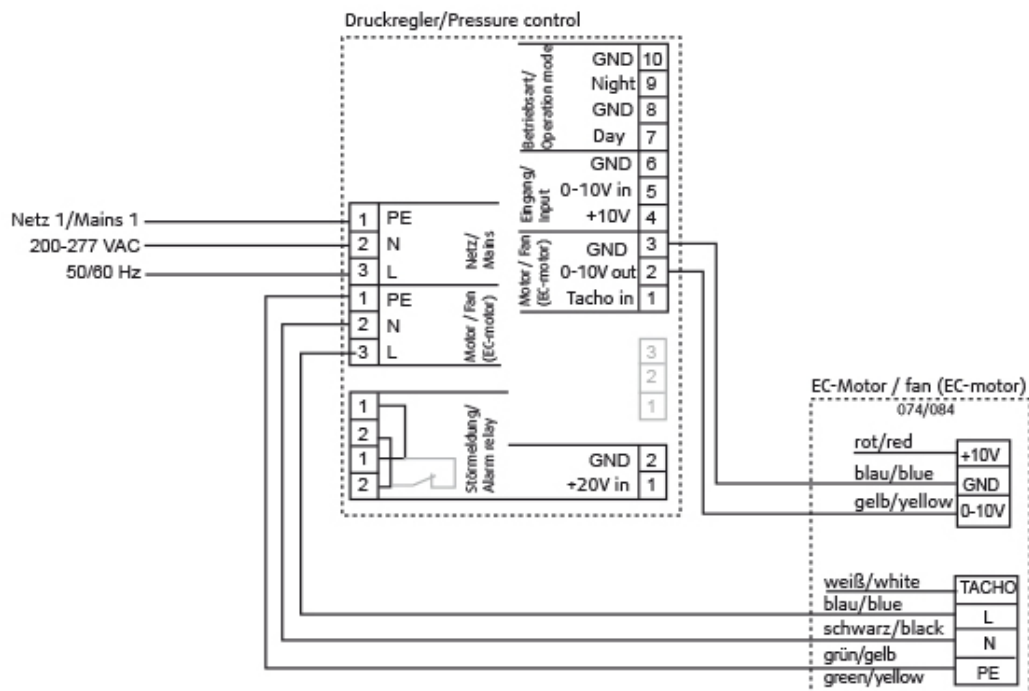 Druckregler/Pressure control
Betriebsart/
Operation mode
GND 10
Night 9
GND 8
Day 7
Eingang/
Input
GND 6
0-10V in 5
+10V 4
Motor / Fan
(EC-motor)
GND 3
0-10V out 2
Tacho in 1
Netz 1/Mains 1
200-277 VAC
50/60 Hz
1 PE
2 N
3 L
Netz/
Mains
1 PE
2 N
3 L
Motor / Fan
(EC-motor)
3
2
1
1
2
1
2
Störmeldung/
Alarm relay
GND 2
+20V in 1
EC-Motor / fan (EC-motor)
074/084
rot/red +10V
blau/blue GND
gelb/yellow 0-10V
weiß/white TACHO
blau/blue L
schwarz/black N
grün/gelb
green/yellow PE